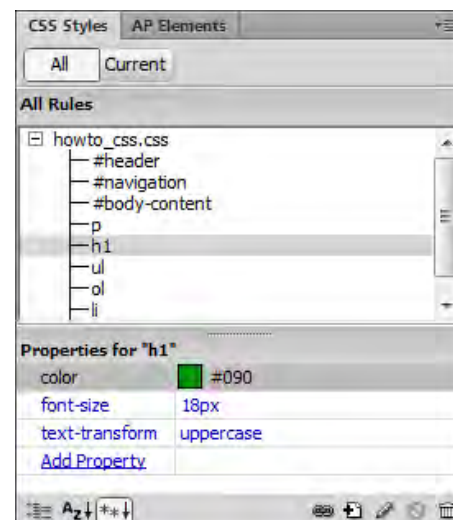 CSS Styles AP Elements
All Current
All Rules
howto_css.css
#header
#navigation
#body-content
p
h1
ul
ol
li
Properties for "h1"
color #090
font-size 18px
text-transform uppercase
Add Property
Az↓ **↓